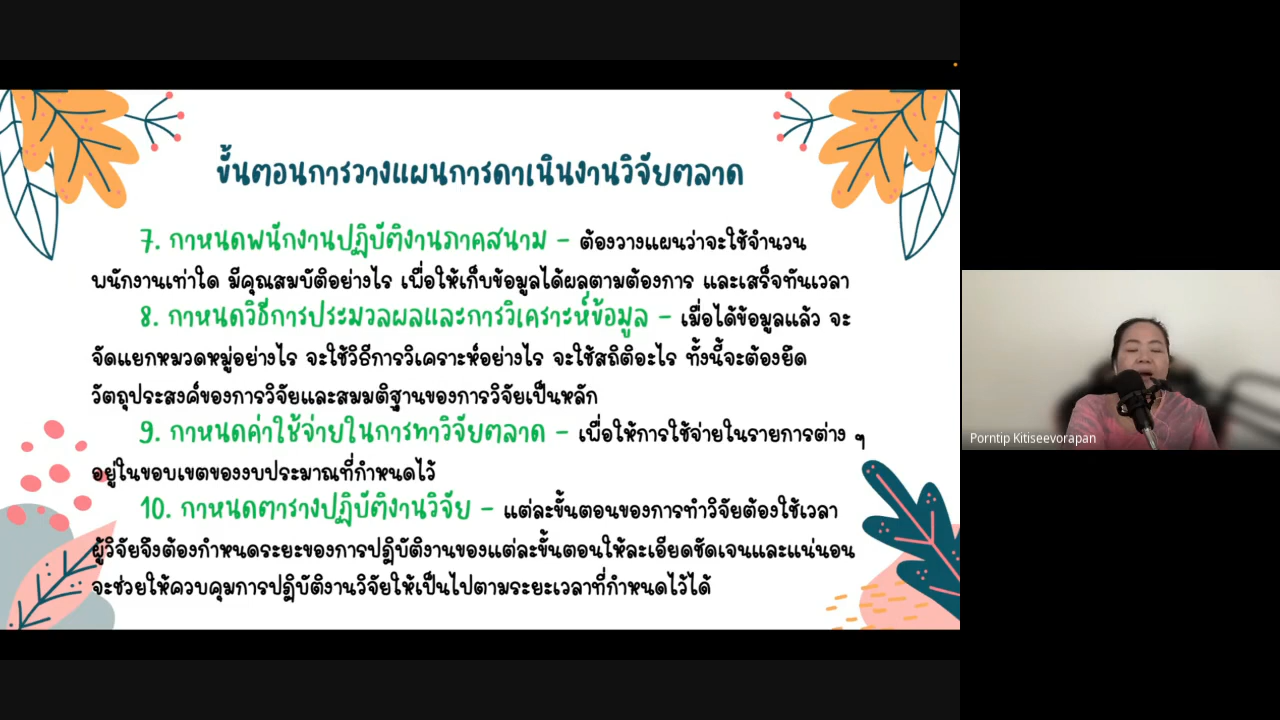 ขั้นตอนการวางแผนการดาเนินงานวิจัยตลาด
7. กาหนดพนักงานปฏิบัติงานภาคสนาม – ต้องวางแผนว่าจะใช้จำนวน
พนักงานเท่าใด มีคุณสมบัติอย่างไร เพื่อให้เก็บข้อมูลได้ผลตามต้องการ และเสร็จทันเวลา
8. กาหนดวิธีการประมวลผลและการวิเคราะห์ข้อมูล – เมื่อได้ข้อมูลแล้ว จะ
จัดแยกหมวดหมู่อย่างไร จะใช้วิธีการวิเคราะห์อย่างไร จะใช้สถิติอะไร ทั้งนี้จะต้องยึด
วัตถุประสงค์ของการวิจัยและสมมติฐานของการวิจัยเป็นหลัก
9. กาหนดค่าใช้จ่ายในการทาวิจัยตลาด – เพื่อให้การใช้จ่ายในรายการต่าง ๆ
อยู่ในขอบเขตของงบประมาณที่กำหนดไว้
10. กาหนดตารางปฏิบัติงานวิจัย – แต่ละขั้นตอนของการทำวิจัยต้องใช้เวลา
ผู้วิจัยจึงต้องกำหนดระยะของการปฏิบัติงานของแต่ละขั้นตอนให้ละเอียดชัดเจนและแน่นอน
จะช่วยให้ควบคุมการปฏิบัติงานวิจัยให้เป็นไปตามระยะเวลาที่กำหนดไว้ได้
Porntip Kitiseevorapan